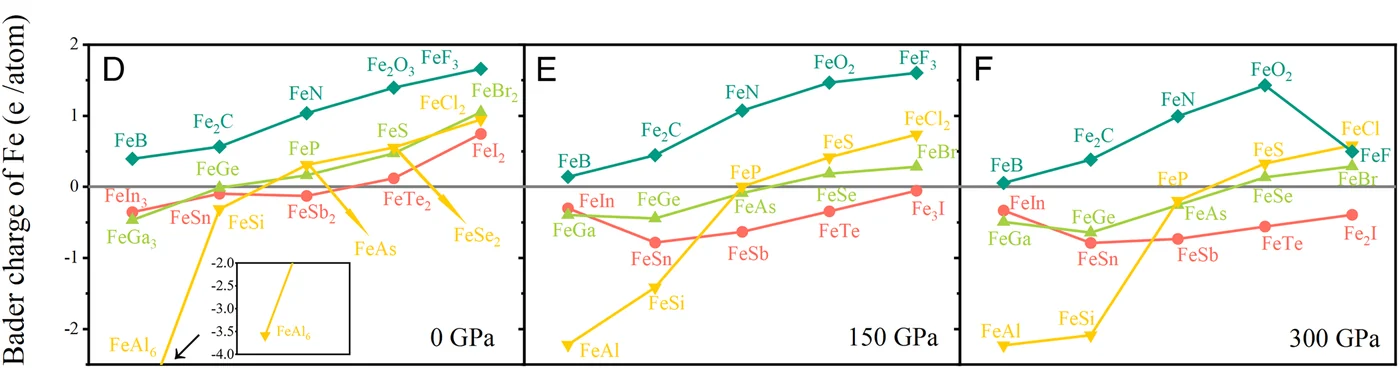 Bader charge of Fe (e /atom)
2
1
0
-1
-2
D
FeB
Fe2C
FeN
Fe2O3
FeF3
FeBr2
FeCl2
FeI2
FeGe
FeP
FeS
FeIn3
FeGa3
FeSn
FeSi
FeSb2
FeTe2
FeAs
FeSe2
FeAl6
-2.0
-2.5
-3.0
-3.5
-4.0
FeAl6
0 GPa
E
FeB
Fe2C
FeN
FeO2
FeF3
FeCl2
FeBr
FeS
FeP
FeIn
FeGe
FeAs
FeSe
FeGa
FeSn
FeSb
FeTe
Fe3I
FeSi
FeAl
150 GPa
F
FeB
Fe2C
FeN
FeO2
FeCl
FeF
FeS
FeP
FeBr
FeIn
FeGe
FeAs
FeSe
FeGa
FeSn
FeSb
FeTe
Fe2I
FeSi
FeAl
300 GPa